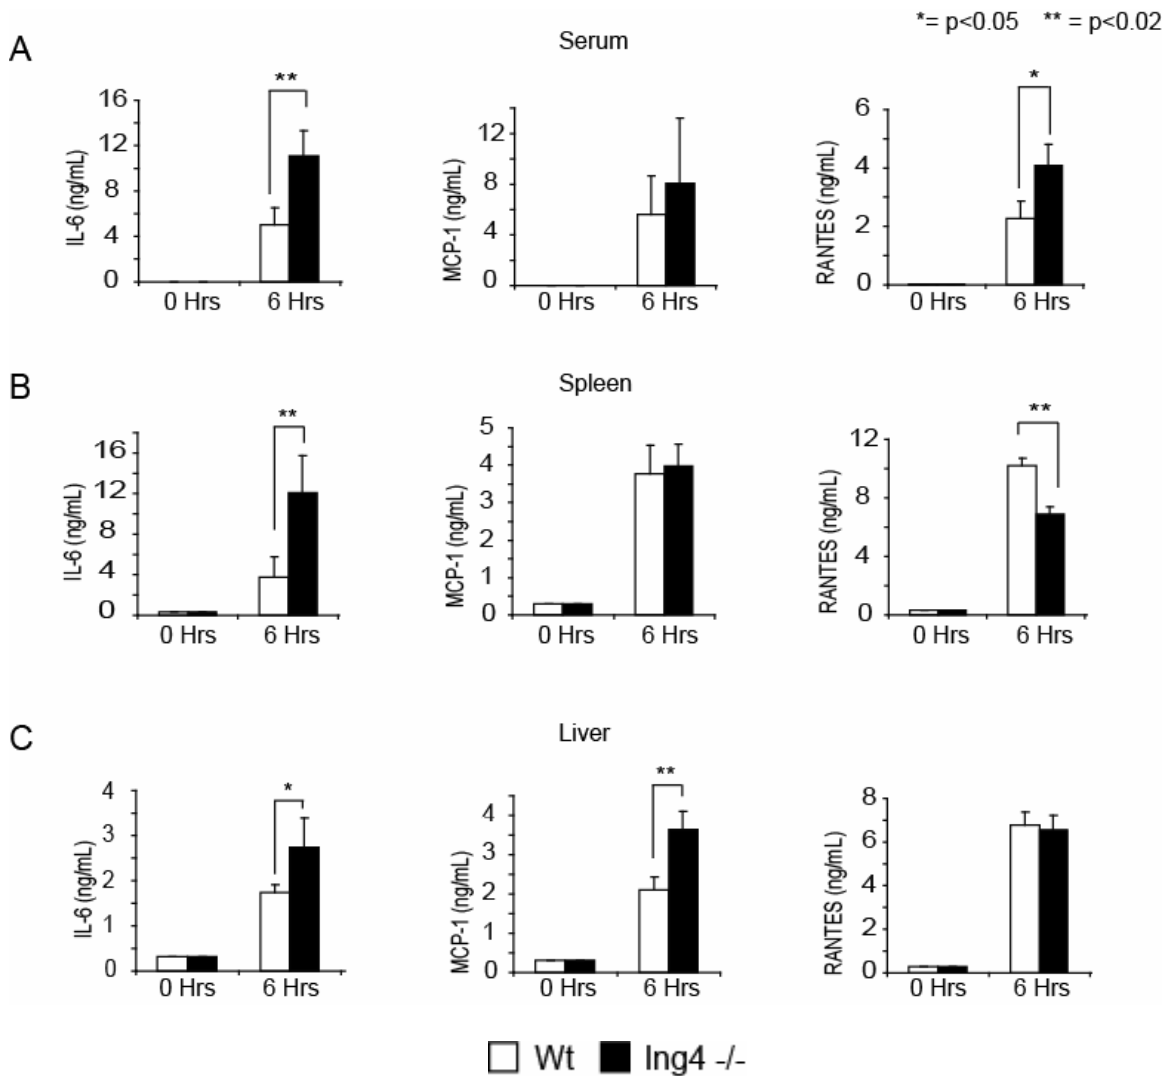 *= p<0.05 ** = p<0.02
A
Serum
IL-6 (ng/mL)
16
12
8
4
0
**
0 Hrs 6 Hrs
MCP-1 (ng/mL)
12
8
4
0
0 Hrs 6 Hrs
RANTES (ng/mL)
6
4
2
0
*
0 Hrs 6 Hrs
B
Spleen
IL-6 (ng/mL)
16
12
8
4
0
**
0 Hrs 6 Hrs
MCP-1 (ng/mL)
5
4
3
2
1
0
0 Hrs 6 Hrs
RANTES (ng/mL)
12
8
4
0
**
0 Hrs 6 Hrs
C
Liver
IL-6 (ng/mL)
4
3
2
1
0
*
0 Hrs 6 Hrs
MCP-1 (ng/mL)
4
3
2
1
0
**
0 Hrs 6 Hrs
RANTES (ng/mL)
8
6
4
2
0
0 Hrs 6 Hrs
Wt Ing4 -/-